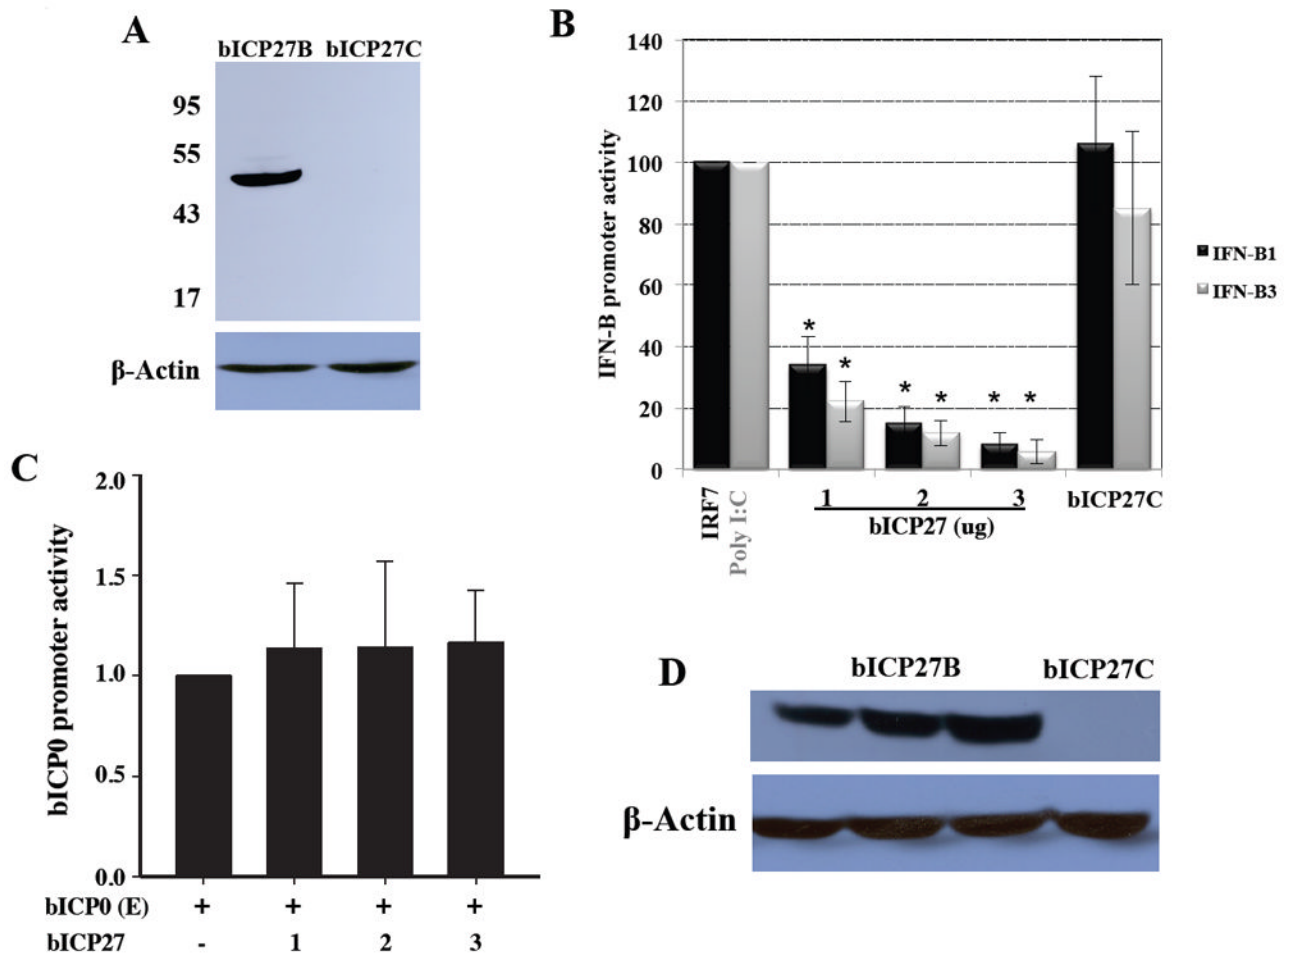 A
bICP27B bICP27C
95
55
43
17
β-Actin
B
IFN-B promoter activity
140
120
100
80
60
40
20
0
* * * * * *
IRF7
Poly I:C
1 2 3
bICP27 (ug)
bICP27C
IFN-B1
IFN-B3
C
bICP0 promoter activity
2.0
1.5
1.0
0.5
0.0
bICP0 (E) + + + +
bICP27 - 1 2 3
D
bICP27B bICP27C
β-Actin